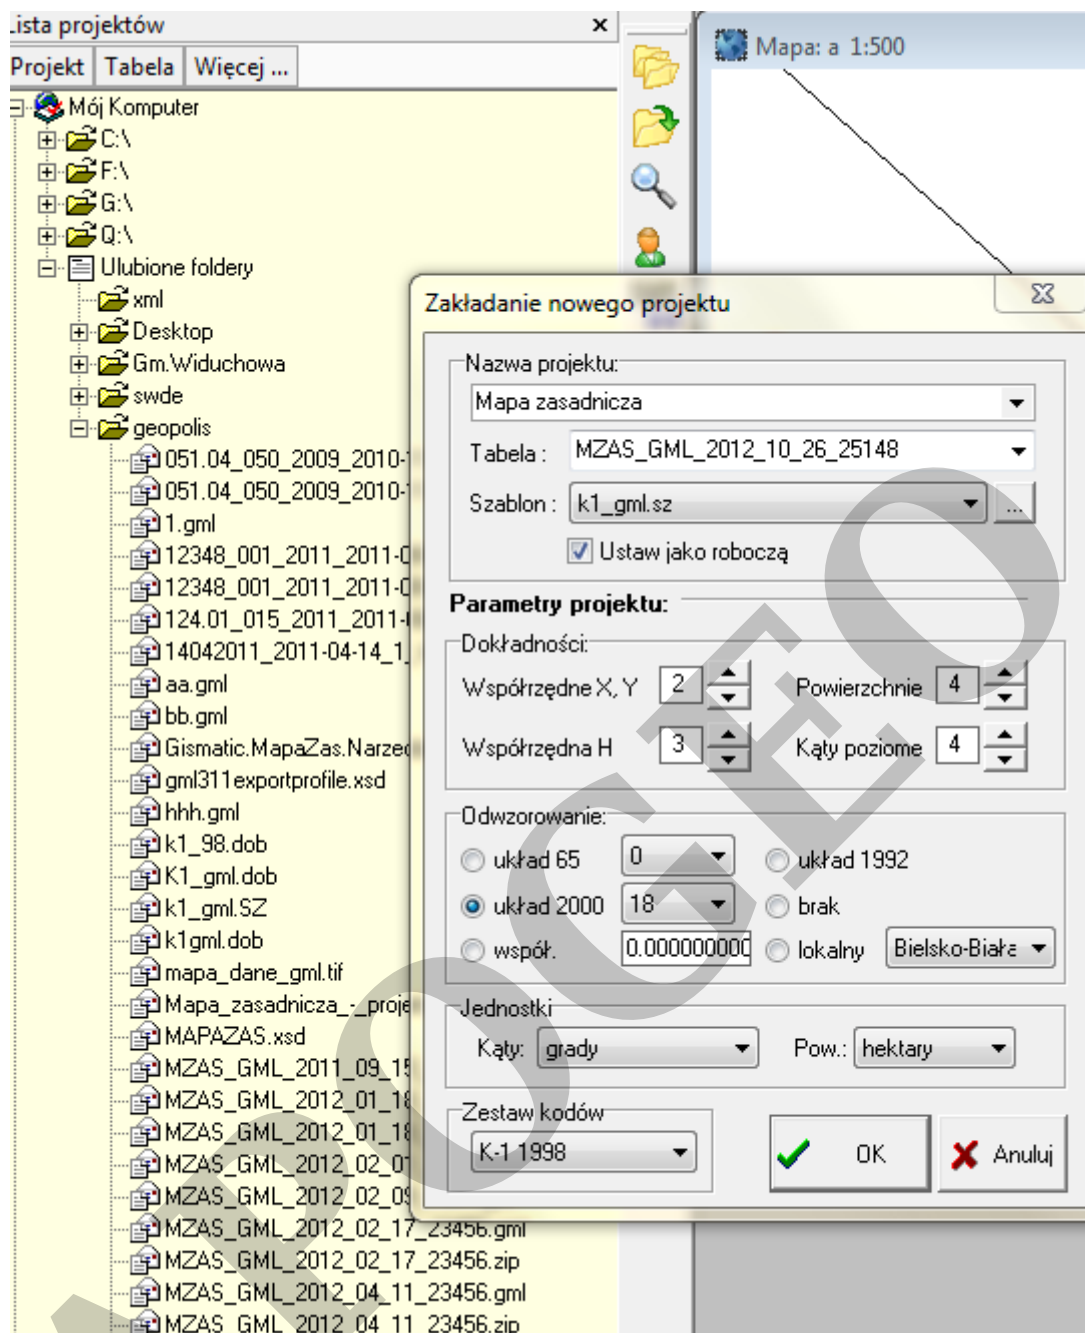 Lista projektów
Projekt Tabela Więcej ...
Mój Komputer
C:\
F:\
G:\
Q:\
Ulubione foldery
xml
Desktop
Gm.Widuchowa
swde
geopolis
051.04_050_2009_2010-
051.04_050_2009_2010-
1.gml
12348_001_2011_2011-0
12348_001_2011_2011-0
124.01_015_2011_2011-
14042011_2011-04-14_1_
aa.gml
bb.gml
Gismatic.MapaZas.Narzed
gml311exportprofile.xsd
hhh.gml
k1_98.dob
K1_gml.dob
k1_gml.SZ
k1gml.dob
mapa_dane_gml.tif
Mapa_zasadnicza_-_proje
MAPAZAS.xsd
MZAS_GML_2011_09_15
MZAS_GML_2012_01_18
MZAS_GML_2012_01_18
MZAS_GML_2012_02_01
MZAS_GML_2012_02_09
MZAS_GML_2012_02_17_23456.gml
MZAS_GML_2012_02_17_23456.zip
MZAS_GML_2012_04_11_23456.gml
MZAS_GML_2012_04_11_23456.zip
Mapa: a 1:500
Zakładanie nowego projektu
Nazwa projektu:
Mapa zasadnicza
Tabela : MZAS_GML_2012_10_26_25148
Szablon : k1_gml.sz ...
Ustaw jako roboczą
Parametry projektu:
Dokładności:
Współrzędne X, Y 2 Powierzchnie 4
Współrzędna H 3 Kąty poziome 4
Odwzorowanie:
układ 65 0 układ 1992
układ 2000 18 brak
współ. 0.000000000 lokalny Bielsko-Biała
Jednostki
Kąty: grady Pow.: hektary
Zestaw kodów
K-1 1998
OK Anuluj
APOGEO